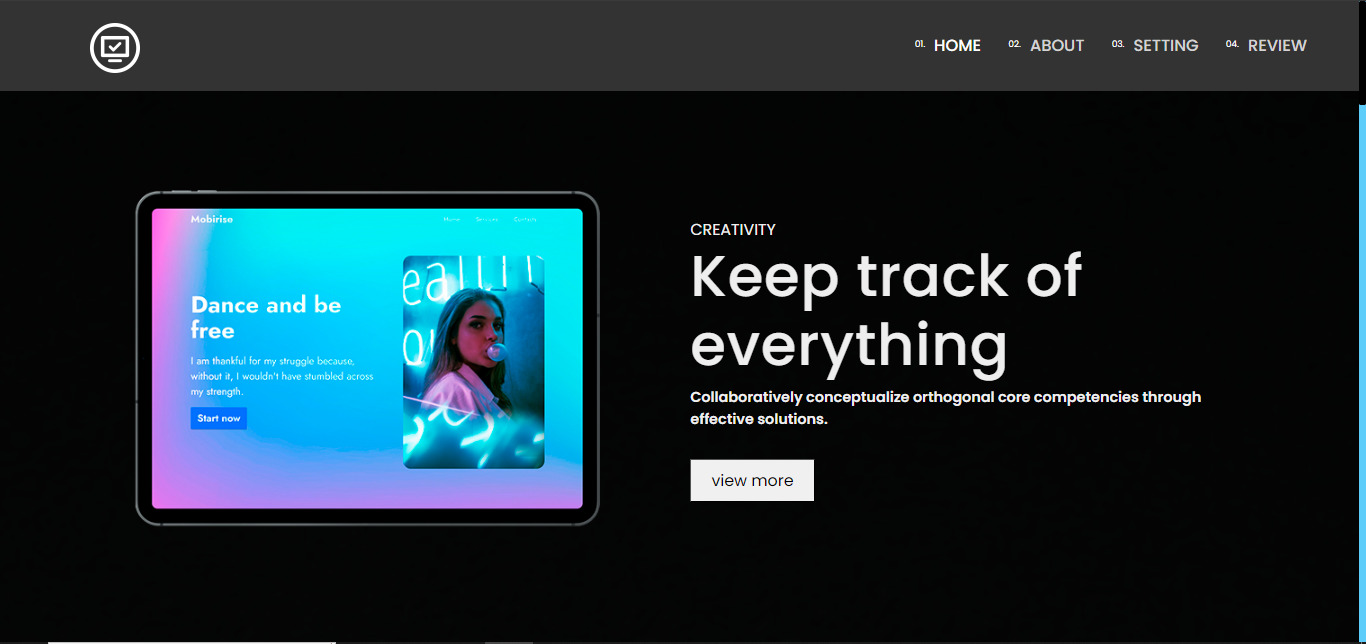 01. HOME 02. ABOUT 03. SETTING 04. REVIEW
Mobirise
Home Services Contacts
Dance and be
free
I am thankful for my struggle because,
without it, I wouldn't have stumbled across
my strength.
Start now
CREATIVITY
Keep track of
everything
Collaboratively conceptualize orthogonal core competencies through
effective solutions.
view more